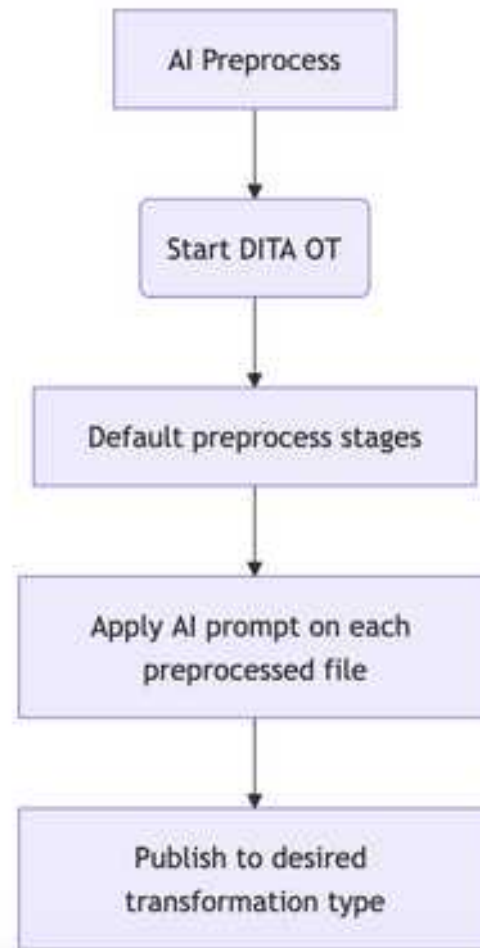 AI Preprocess
Start DITA OT
Default preprocess stages
Apply AI prompt on each
preprocessed file
Publish to desired
transformation type